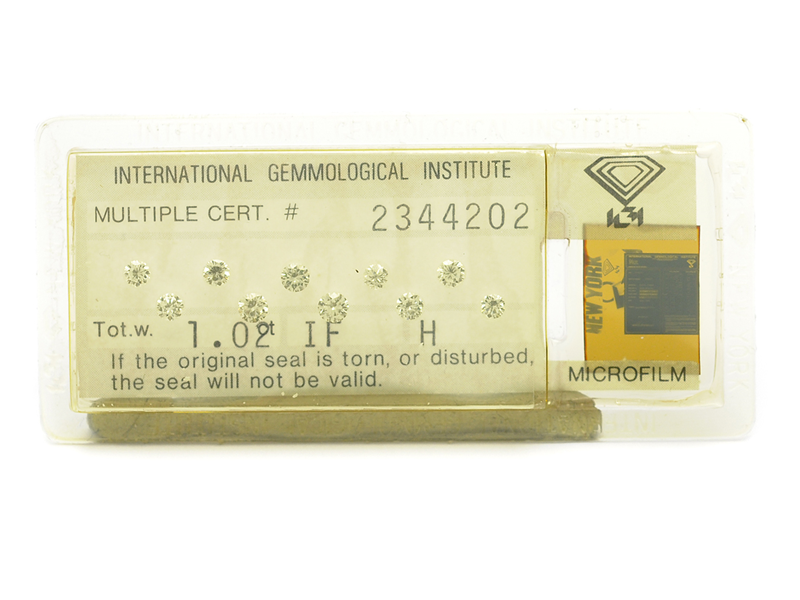 INTERNATIONAL GEMMOLOGICAL INSTITUTE
MULTIPLE CERT. # 2344202
Tot.w. 1.02ct IF H
If the original seal is torn, or disturbed,
the seal will not be valid.
IGI
NEW YORK
MICROFILM